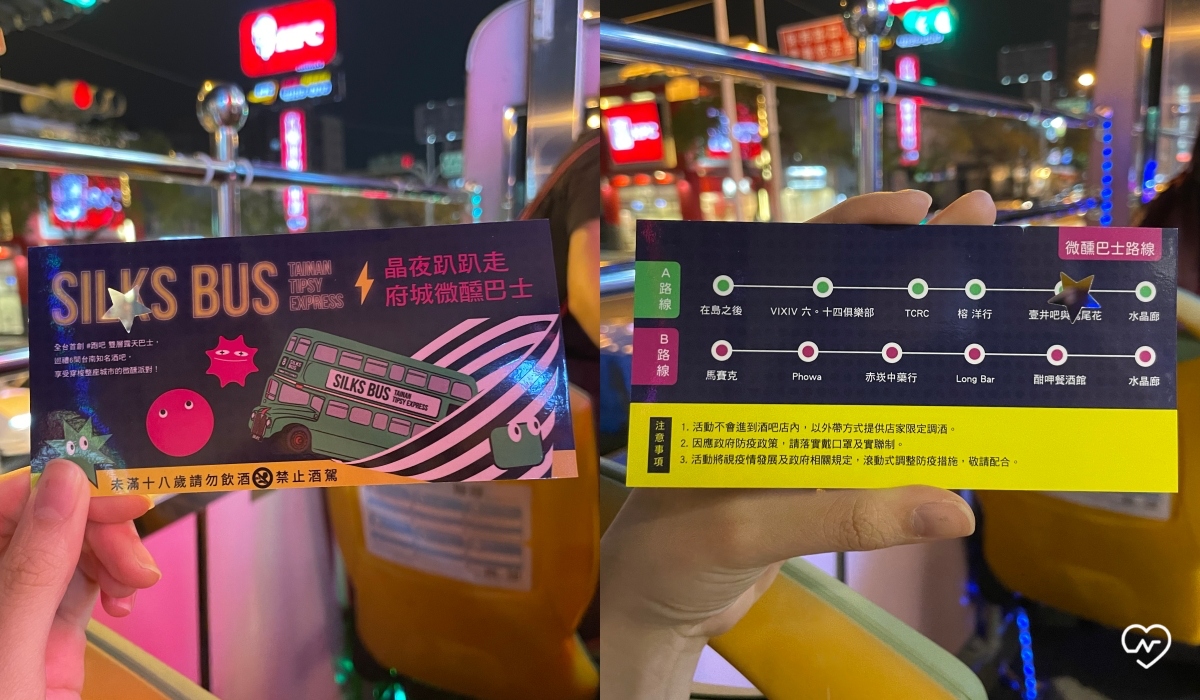 SILKS BUS
TAINAN
TIPSY
EXPRESS
晶夜趴趴走
府城微醺巴士
全台首創 #跑吧 雙層露天巴士,
巡禮6間台南知名酒吧,
享受穿梭整座城市的微醺派對!
SILKS BUS TAINAN
TIPSY EXPRESS
未滿十八歲請勿飲酒 禁止酒駕
微醺巴士路線
A
路
線
在島之後
VIXIV 六。十四俱樂部
TCRC
榕 洋行
壹井吧與
尾花
水晶廊
B
路
線
馬賽克
Phowa
赤崁中藥行
Long Bar
酣呷餐酒館
水晶廊
注意事項
1. 活動不會進到酒吧店內,以外帶方式提供店家限定調酒。
2. 因應政府防疫政策,請落實戴口罩及實聯制。
3. 活動將視疫情發展及政府相關規定,滾動式調整防疫措施,敬請配合。